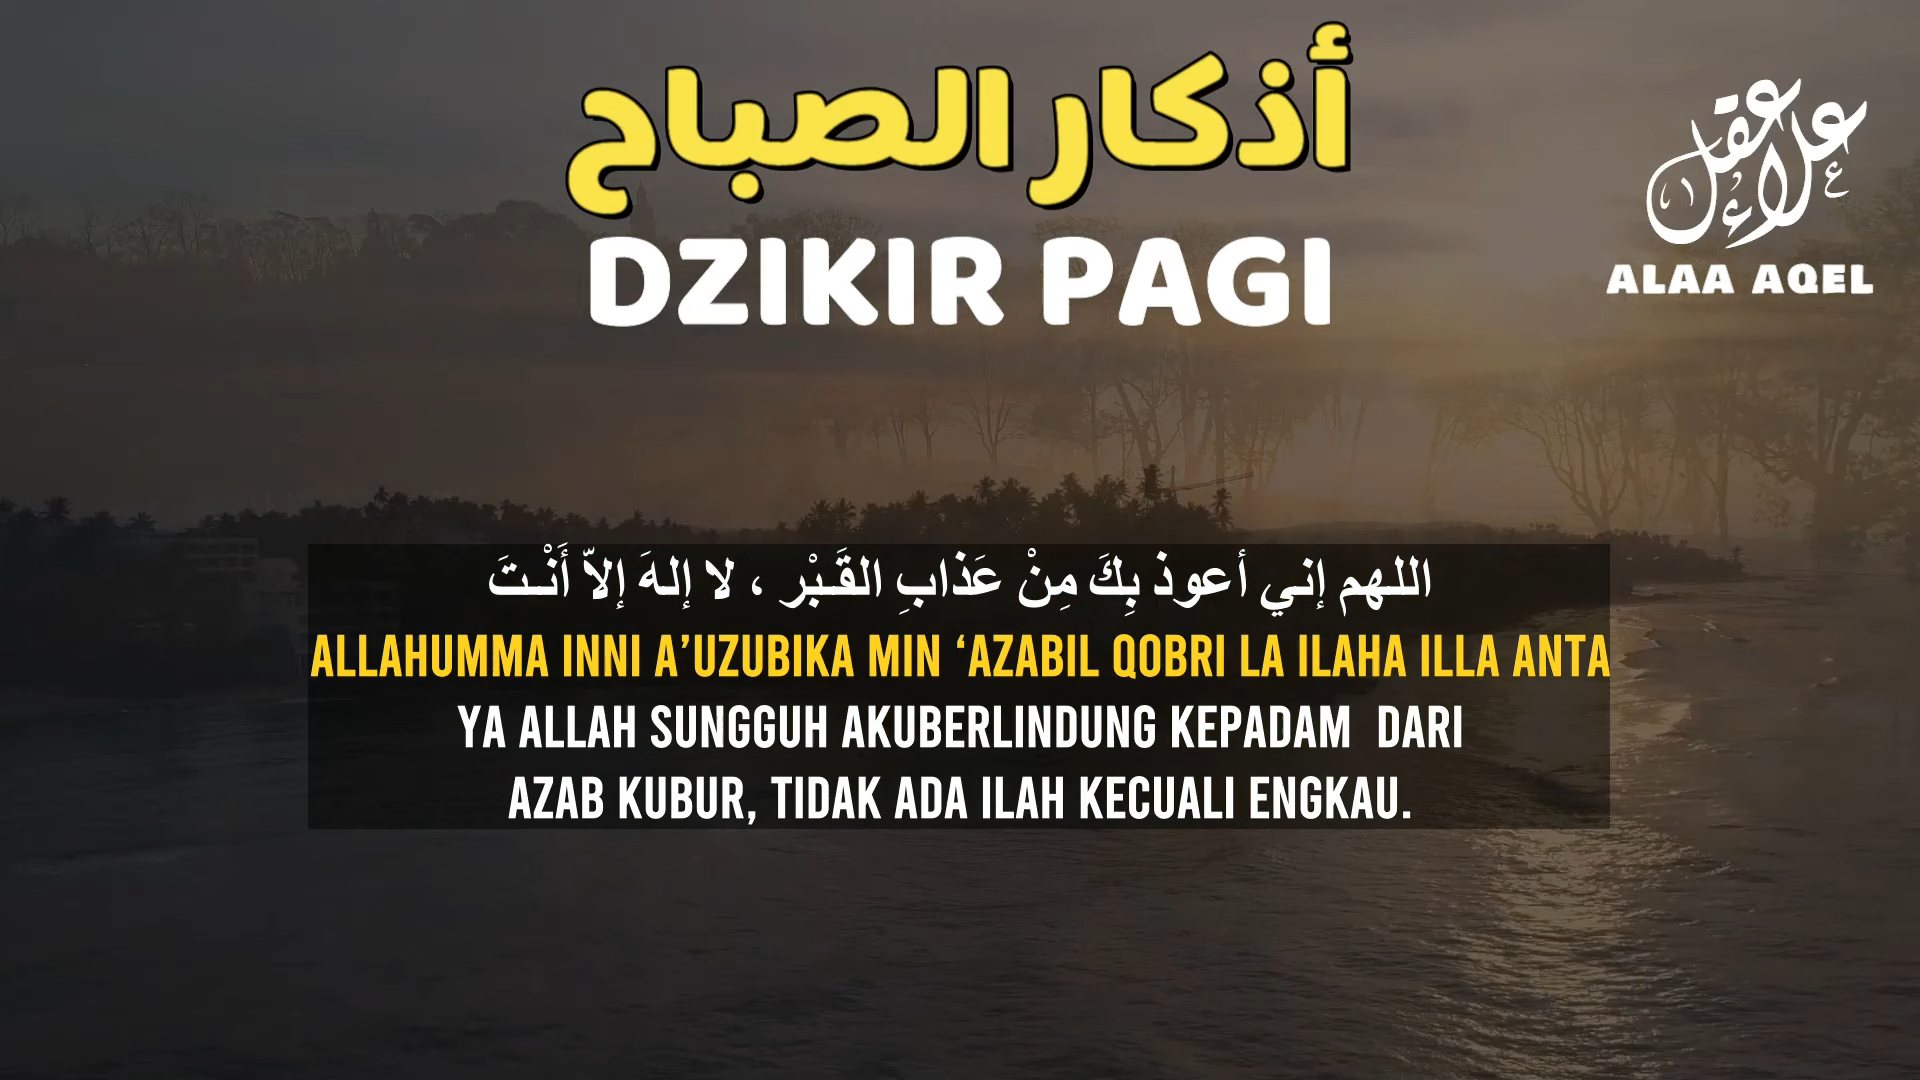 أذكار الصباح
DZIKIR PAGI
علاء عقل
ALAA AQEL
اللهم إني أعوذ بِكَ مِنْ عَذابِ القَـبْر ، لا إلهَ إلاّ أَنْـتَ
ALLAHUMMA INNI A’UZUBIKA MIN ‘AZABIL QOBRI LA ILAHA ILLA ANTA
YA ALLAH SUNGGUH AKUBERLINDUNG KEPADAM  DARI
AZAB KUBUR, TIDAK ADA ILAH KECUALI ENGKAU.